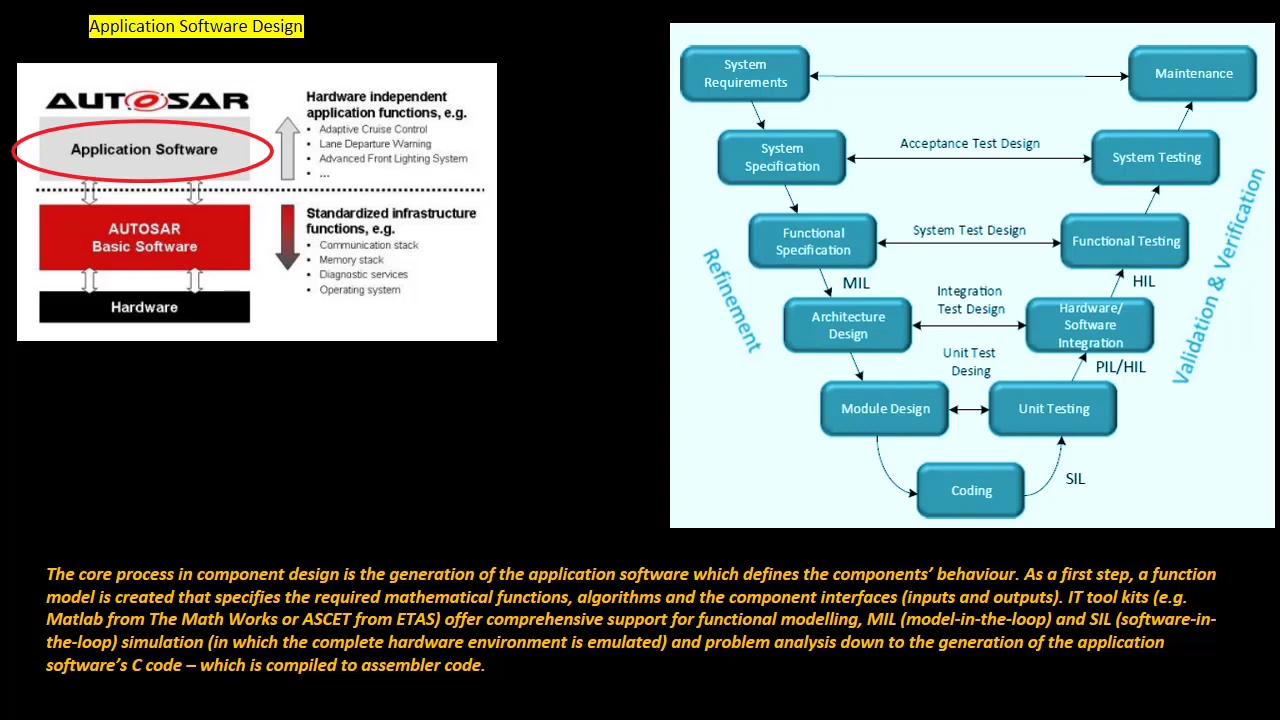 Application Software Design
AUTOSAR
Application Software
AUTOSAR
Basic Software
Hardware
Hardware independent
application functions, e.g.
• Adaptive Cruise Control
• Lane Departure Warning
• Advanced Front Lighting System
• ...
Standardized infrastructure
functions, e.g.
• Communication stack
• Memory stack
• Diagnostic services
• Operating system
System
Requirements
Maintenance
System
Specification
Acceptance Test Design
System Testing
Functional
Specification
System Test Design
Functional Testing
Refinement
MIL
HIL
Validation & Verification
Architecture
Design
Integration
Test Design
Hardware/
Software
Integration
Unit Test
Desing
PIL/HIL
Module Design
Unit Testing
Coding
SIL
The core process in component design is the generation of the application software which defines the components’ behaviour. As a first step, a function
model is created that specifies the required mathematical functions, algorithms and the component interfaces (inputs and outputs). IT tool kits (e.g.
Matlab from The Math Works or ASCET from ETAS) offer comprehensive support for functional modelling, MIL (model-in-the-loop) and SIL (software-in-
the-loop) simulation (in which the complete hardware environment is emulated) and problem analysis down to the generation of the application
software’s C code – which is compiled to assembler code.